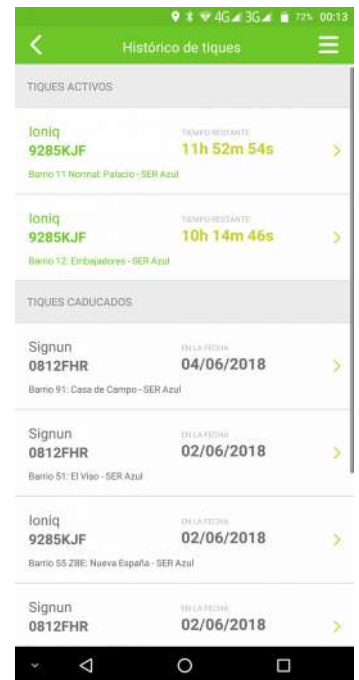 4G 3G 72% 00:13
Histórico de tiques
TIQUES ACTIVOS
Ioniq
TIEMPO RESTANTE
9285KJF
11h 52m 54s
Barrio 11 Normal: Palacio - SER Azul
Ioniq
TIEMPO RESTANTE
9285KJF
10h 14m 46s
Barrio 12: Embajadores - SER Azul
TIQUES CADUCADOS
Signun
EN LA FECHA
0812FHR
04/06/2018
Barrio 91: Casa de Campo - SER Azul
Signun
EN LA FECHA
0812FHR
02/06/2018
Barrio 51: El Viso - SER Azul
Ioniq
EN LA FECHA
9285KJF
02/06/2018
Barrio 55 ZBE: Nueva España - SER Azul
Signun
EN LA FECHA
0812FHR
02/06/2018